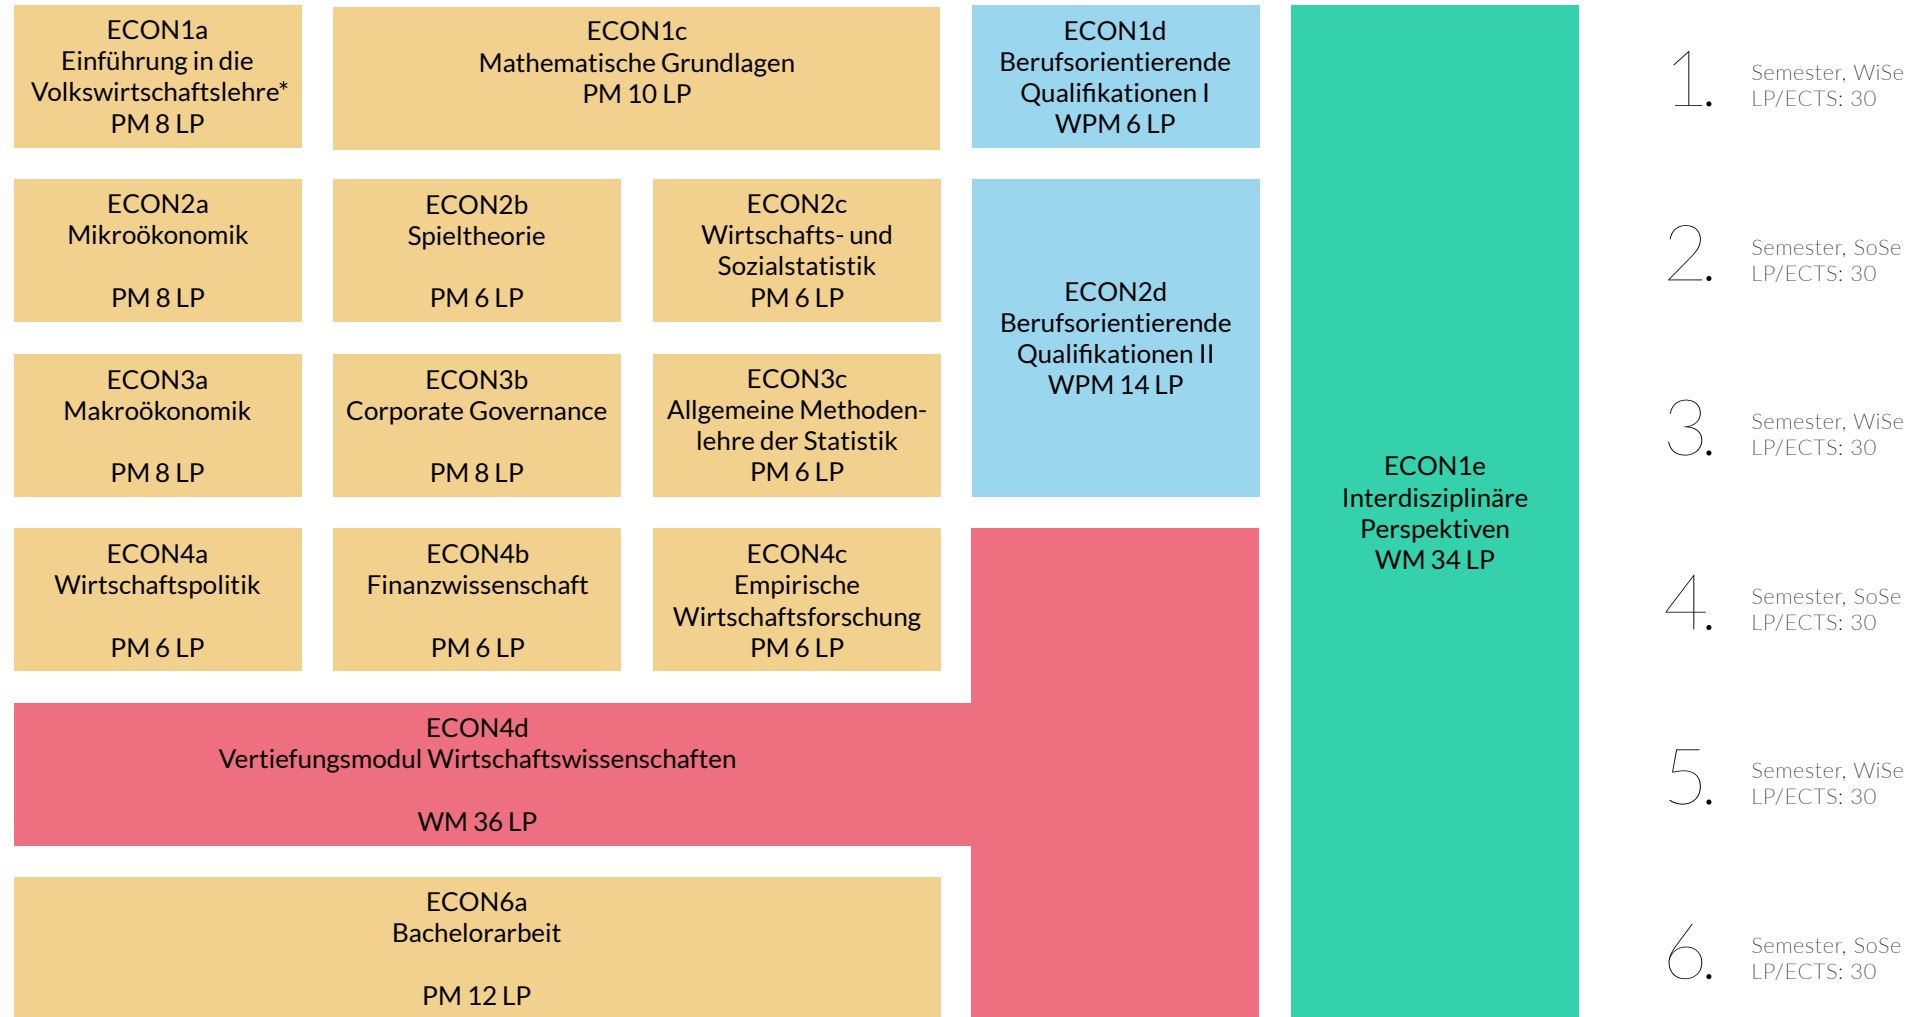 ECON1a
Einführung in die
Volkswirtschaftslehre*
PM 8 LP
ECON1c
Mathematische Grundlagen
PM 10 LP
ECON1d
Berufsorientierende
Qualifikationen I
WPM 6 LP
1.
Semester, WiSe
LP/ECTS: 30
ECON2a
Mikroökonomik
PM 8 LP
ECON2b
Spieltheorie
PM 6 LP
ECON2c
Wirtschafts- und
Sozialstatistik
PM 6 LP
ECON2d
Berufsorientierende
Qualifikationen II
WPM 14 LP
2.
Semester, SoSe
LP/ECTS: 30
ECON3a
Makroökonomik
PM 8 LP
ECON3b
Corporate Governance
PM 8 LP
ECON3c
Allgemeine Methoden-
lehre der Statistik
PM 6 LP
3.
Semester, WiSe
LP/ECTS: 30
ECON1e
Interdisziplinäre
Perspektiven
WM 34 LP
ECON4a
Wirtschaftspolitik
PM 6 LP
ECON4b
Finanzwissenschaft
PM 6 LP
ECON4c
Empirische
Wirtschaftsforschung
PM 6 LP
4.
Semester, SoSe
LP/ECTS: 30
ECON4d
Vertiefungsmodul Wirtschaftswissenschaften
WM 36 LP
5.
Semester, WiSe
LP/ECTS: 30
ECON6a
Bachelorarbeit
PM 12 LP
6.
Semester, SoSe
LP/ECTS: 30